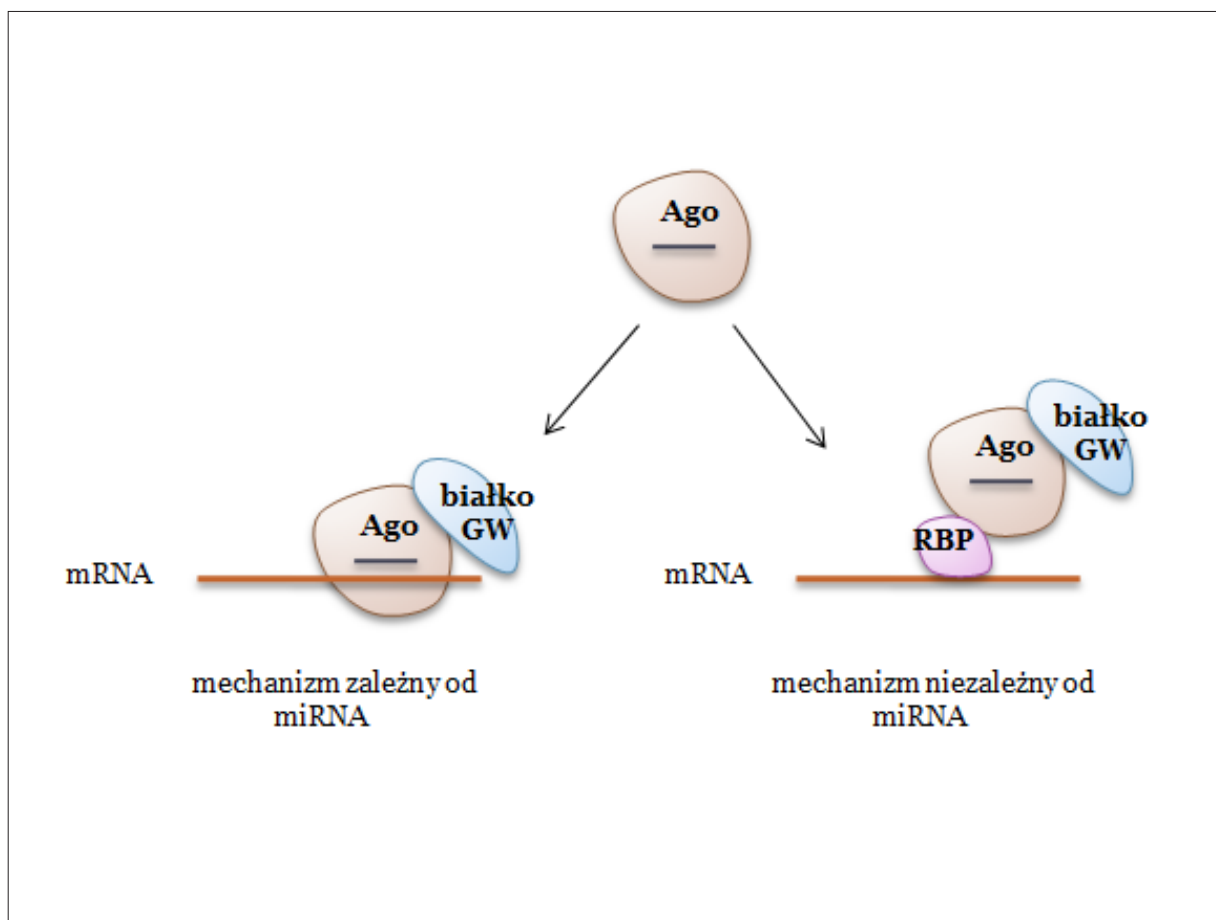 Ago
Ago
białko
GW
mRNA
mechanizm zależny od
miRNA
Ago
białko
GW
RBP
mRNA
mechanizm niezależny od
miRNA